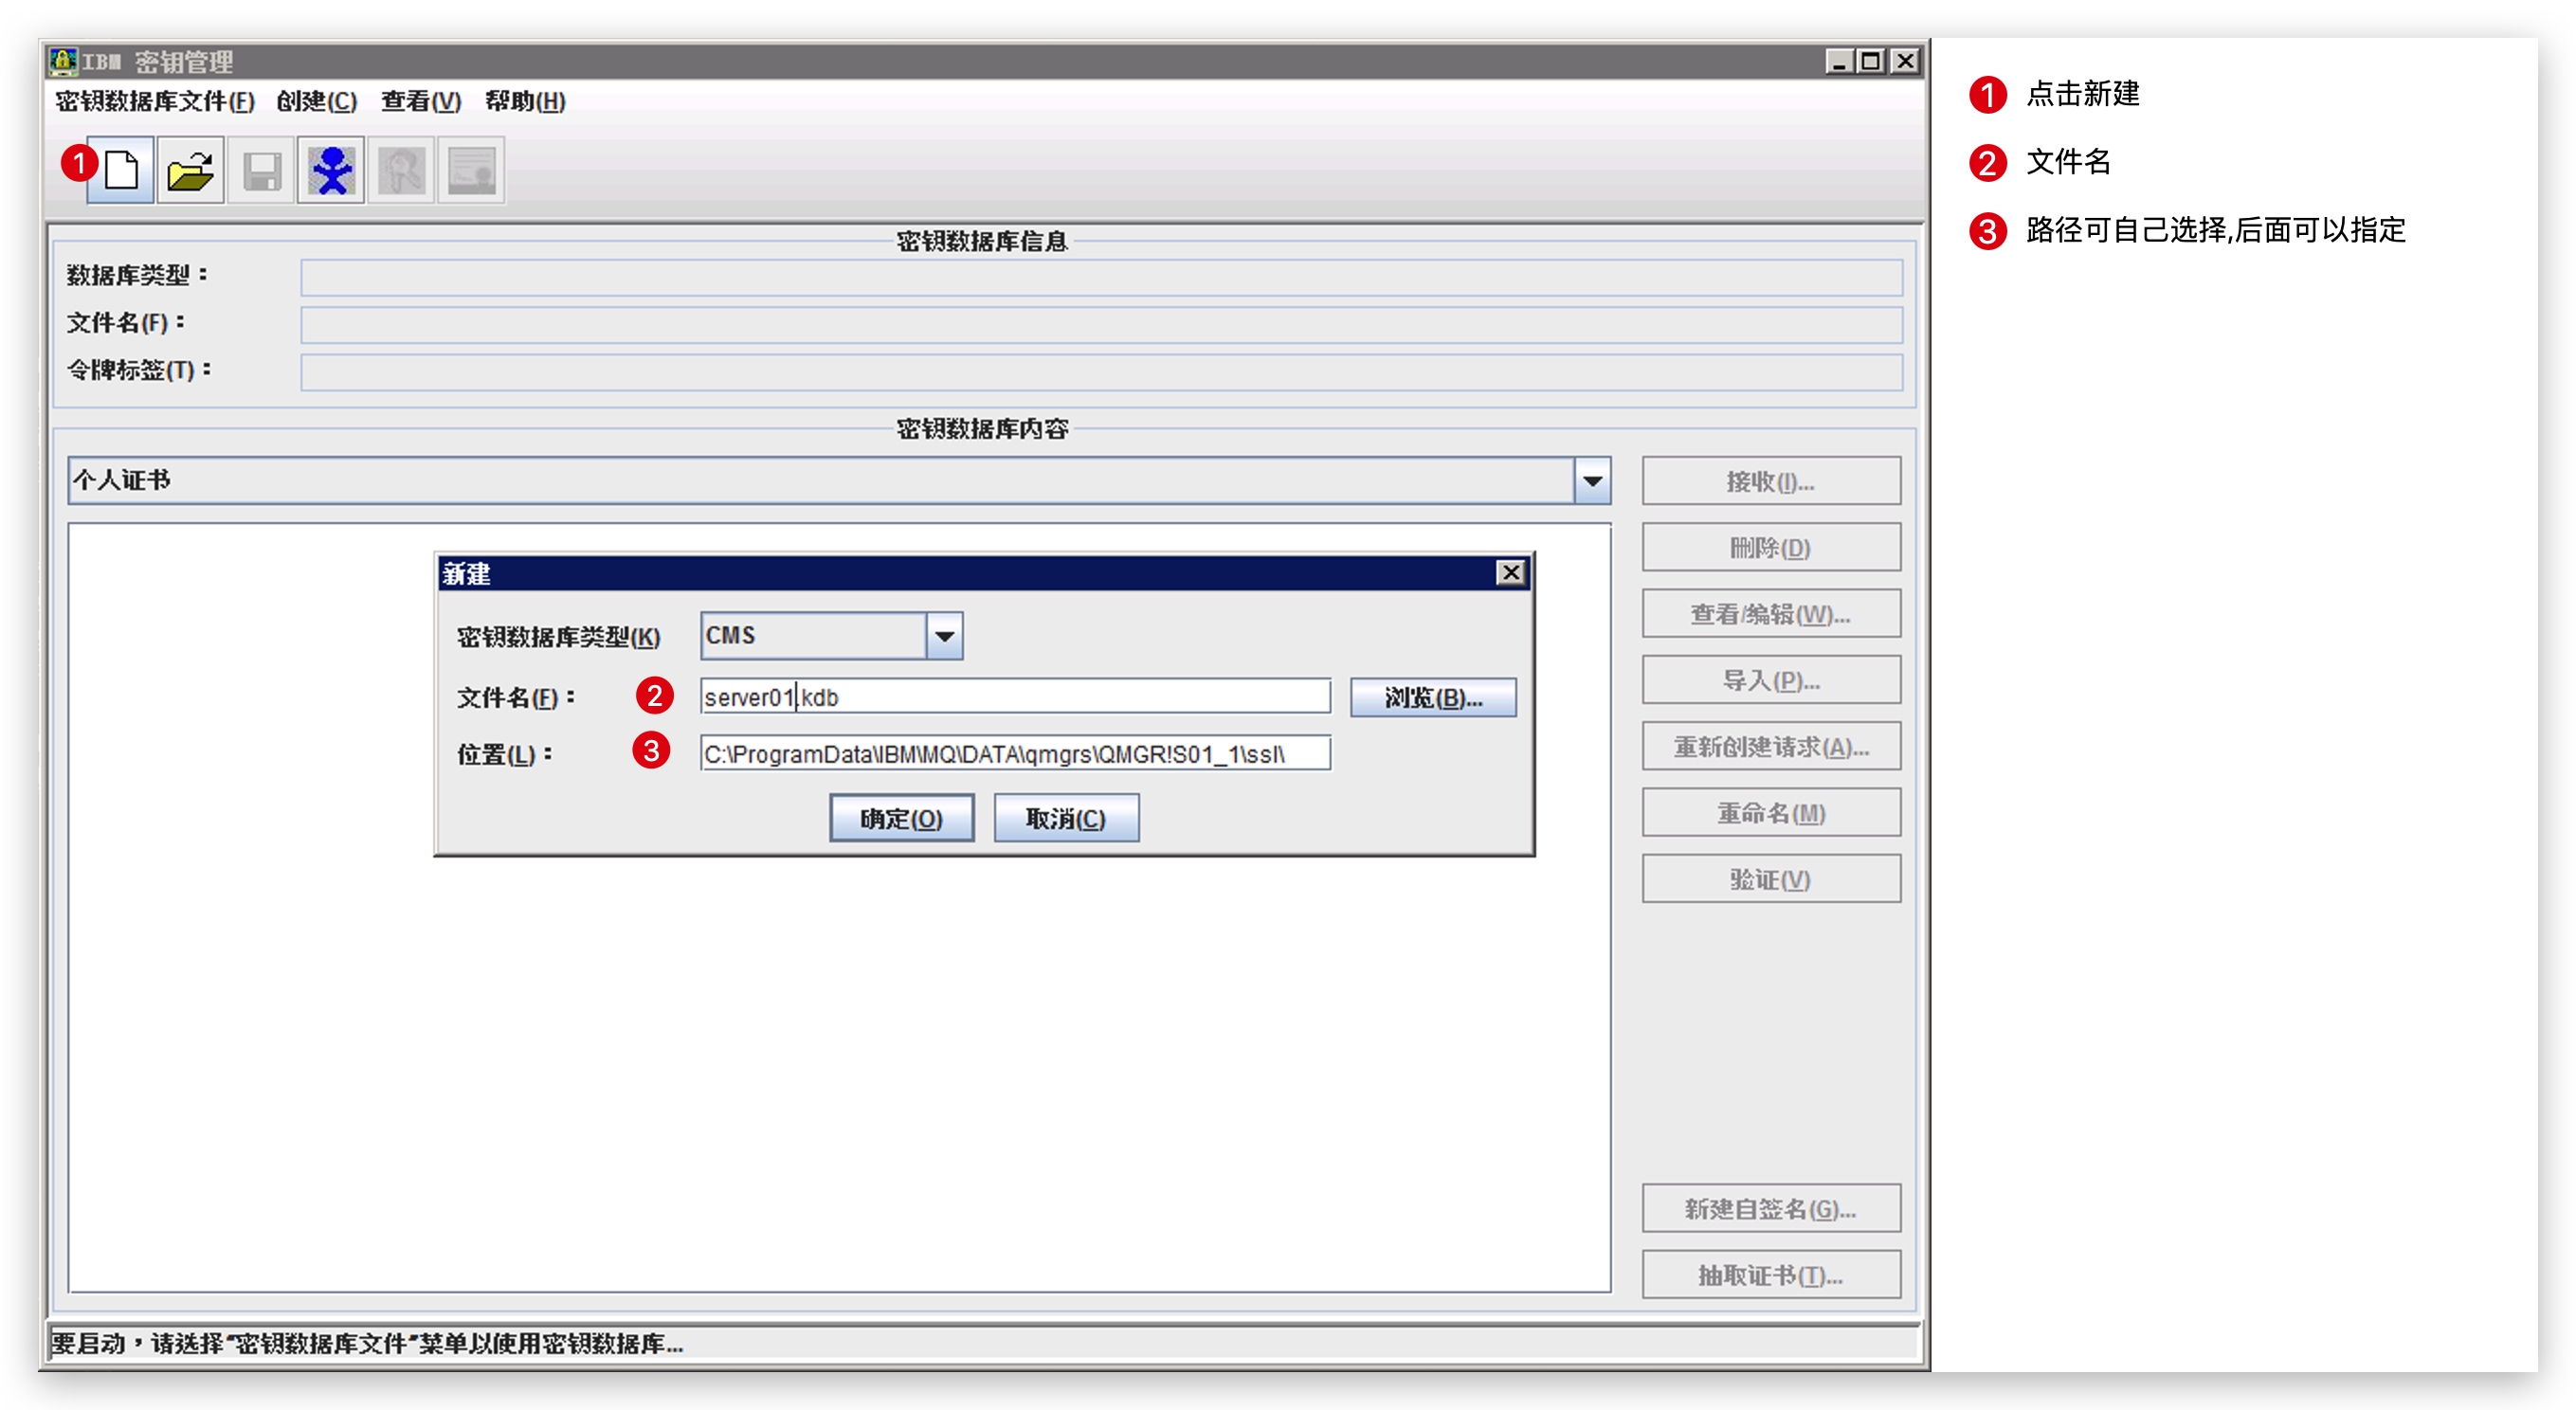 IBM 密钥管理
密钥数据库文件(F) 创建(C) 查看(V) 帮助(H)
1
密钥数据库信息
数据库类型：
文件名(F)：
令牌标签(T)：
密钥数据库内容
个人证书
接收(I)...
删除(D)
查看/编辑(W)...
导入(P)...
重新创建请求(A)...
重命名(M)
验证(V)
新建自签名(G)...
抽取证书(T)...
新建
密钥数据库类型(K) CMS
文件名(F)： 2 server01.kdb 浏览(B)...
位置(L)： 3 C:\ProgramData\IBM\MQ\DATA\qmgrs\QMGR!S01_1\ssl\
确定(O) 取消(C)
要启动，请选择“密钥数据库文件”菜单以使用密钥数据库...
1 点击新建
2 文件名
3 路径可自己选择,后面可以指定